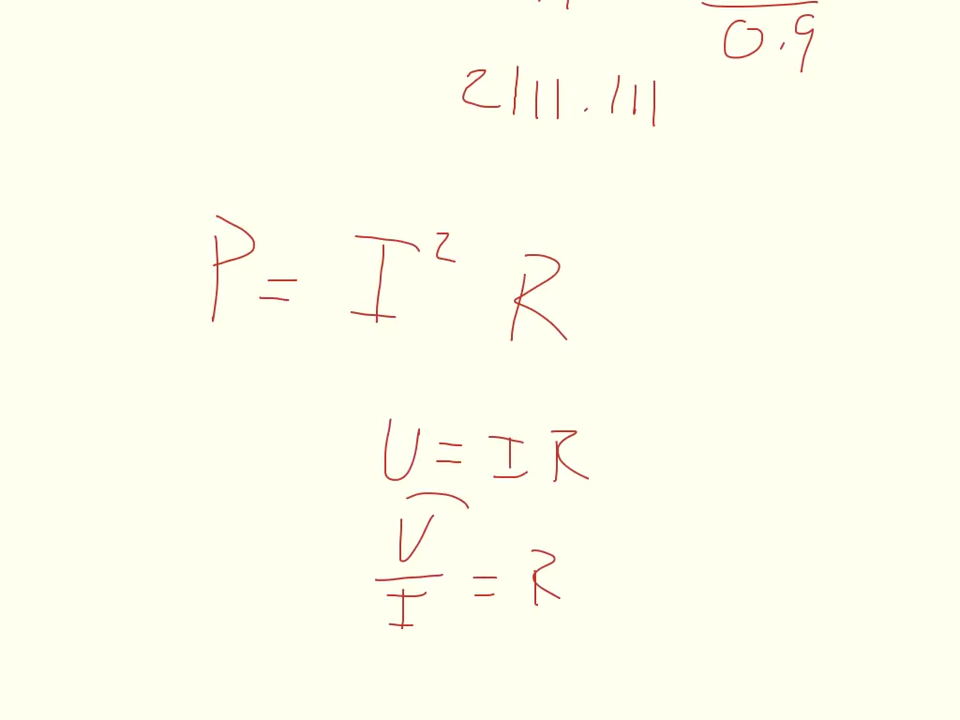 0.9
2111.111
P = I² R
U = I R
V/I = R